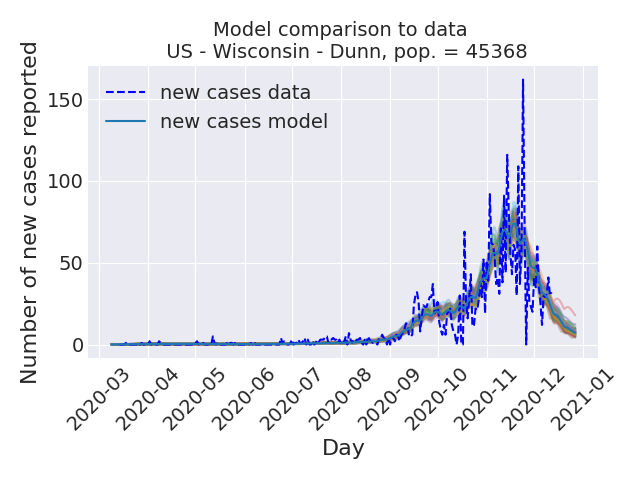 Model comparison to data
US - Wisconsin - Dunn, pop. = 45368
Number of new cases reported
150
100
50
0
new cases data
new cases model
2020-03
2020-04
2020-05
2020-06
2020-07
2020-08
2020-09
2020-10
2020-11
2020-12
2021-01
Day